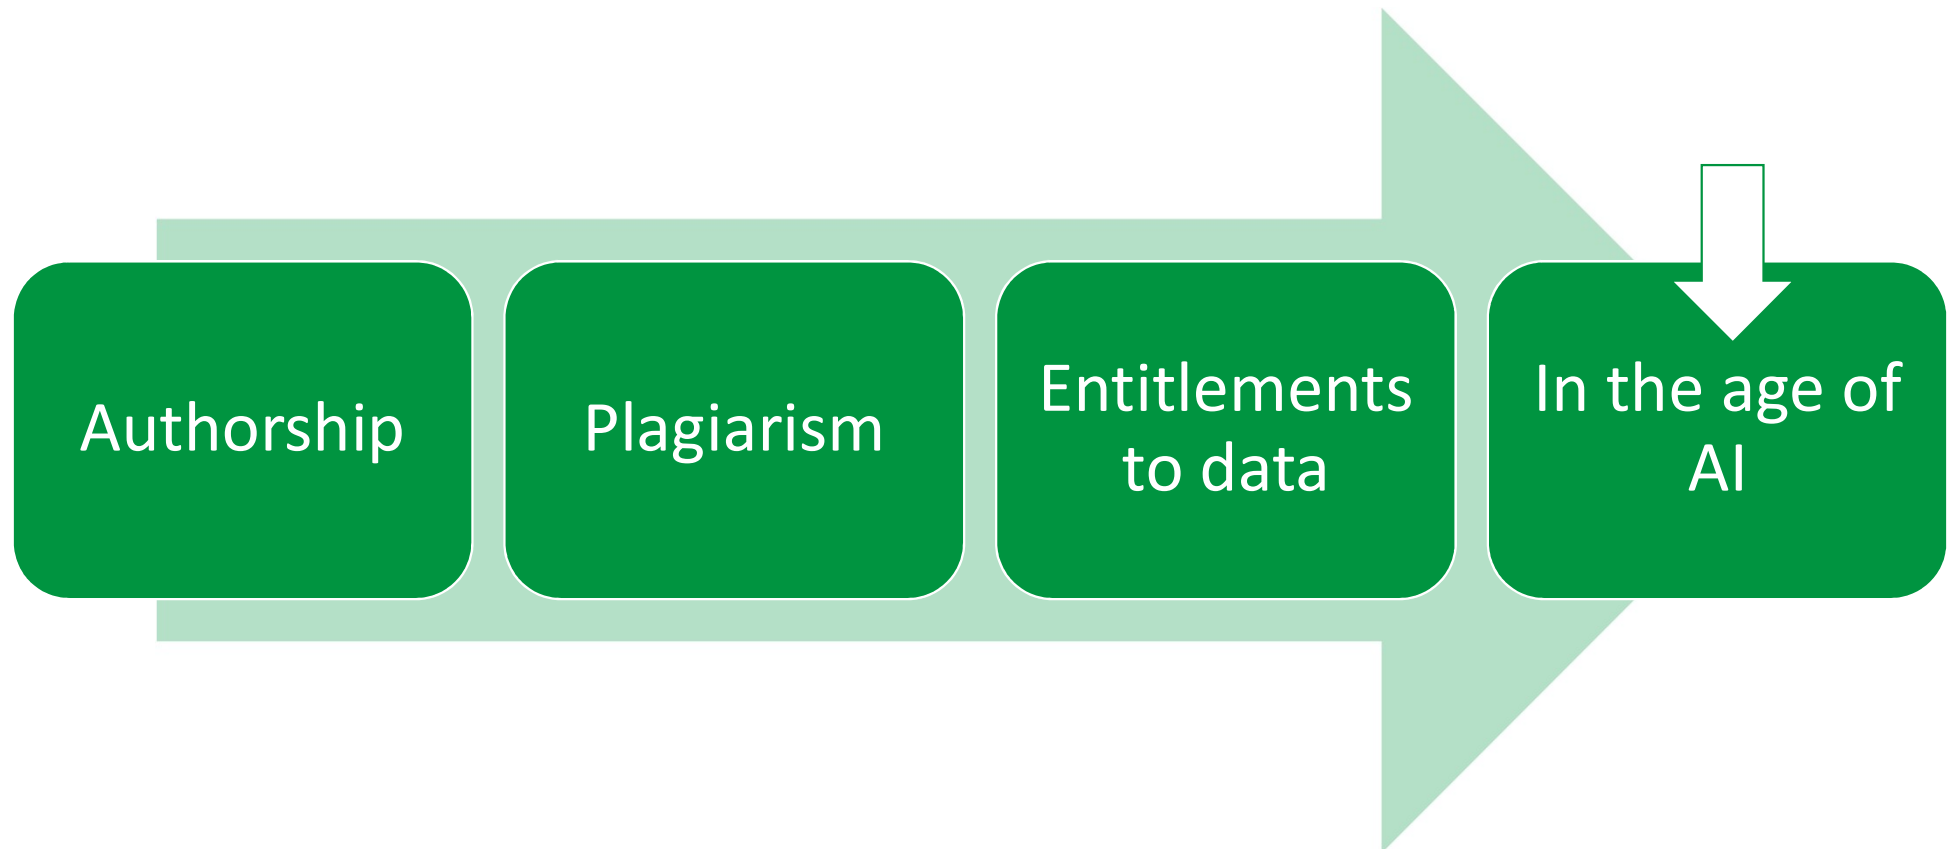 Authorship
Plagiarism
Entitlements
to data
In the age of
AI